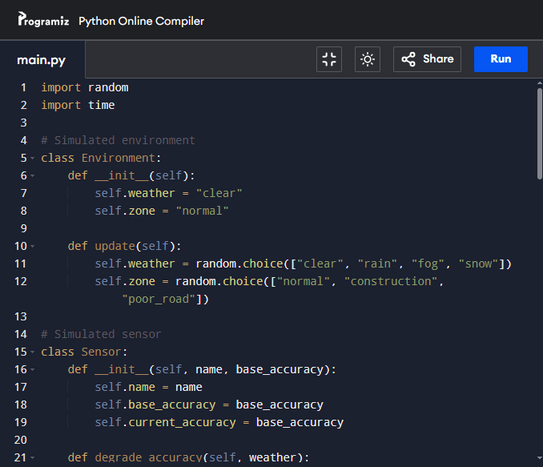 Programiz Python Online Compiler
main.py Share Run
1 import random
2 import time
3
4 # Simulated environment
5 class Environment:
6 def __init__(self):
7 self.weather = "clear"
8 self.zone = "normal"
9
10 def update(self):
11 self.weather = random.choice(["clear", "rain", "fog", "snow"])
12 self.zone = random.choice(["normal", "construction",
"poor_road"])
13
14 # Simulated sensor
15 class Sensor:
16 def __init__(self, name, base_accuracy):
17 self.name = name
18 self.base_accuracy = base_accuracy
19 self.current_accuracy = base_accuracy
20
21 def degrade_accuracy(self, weather):